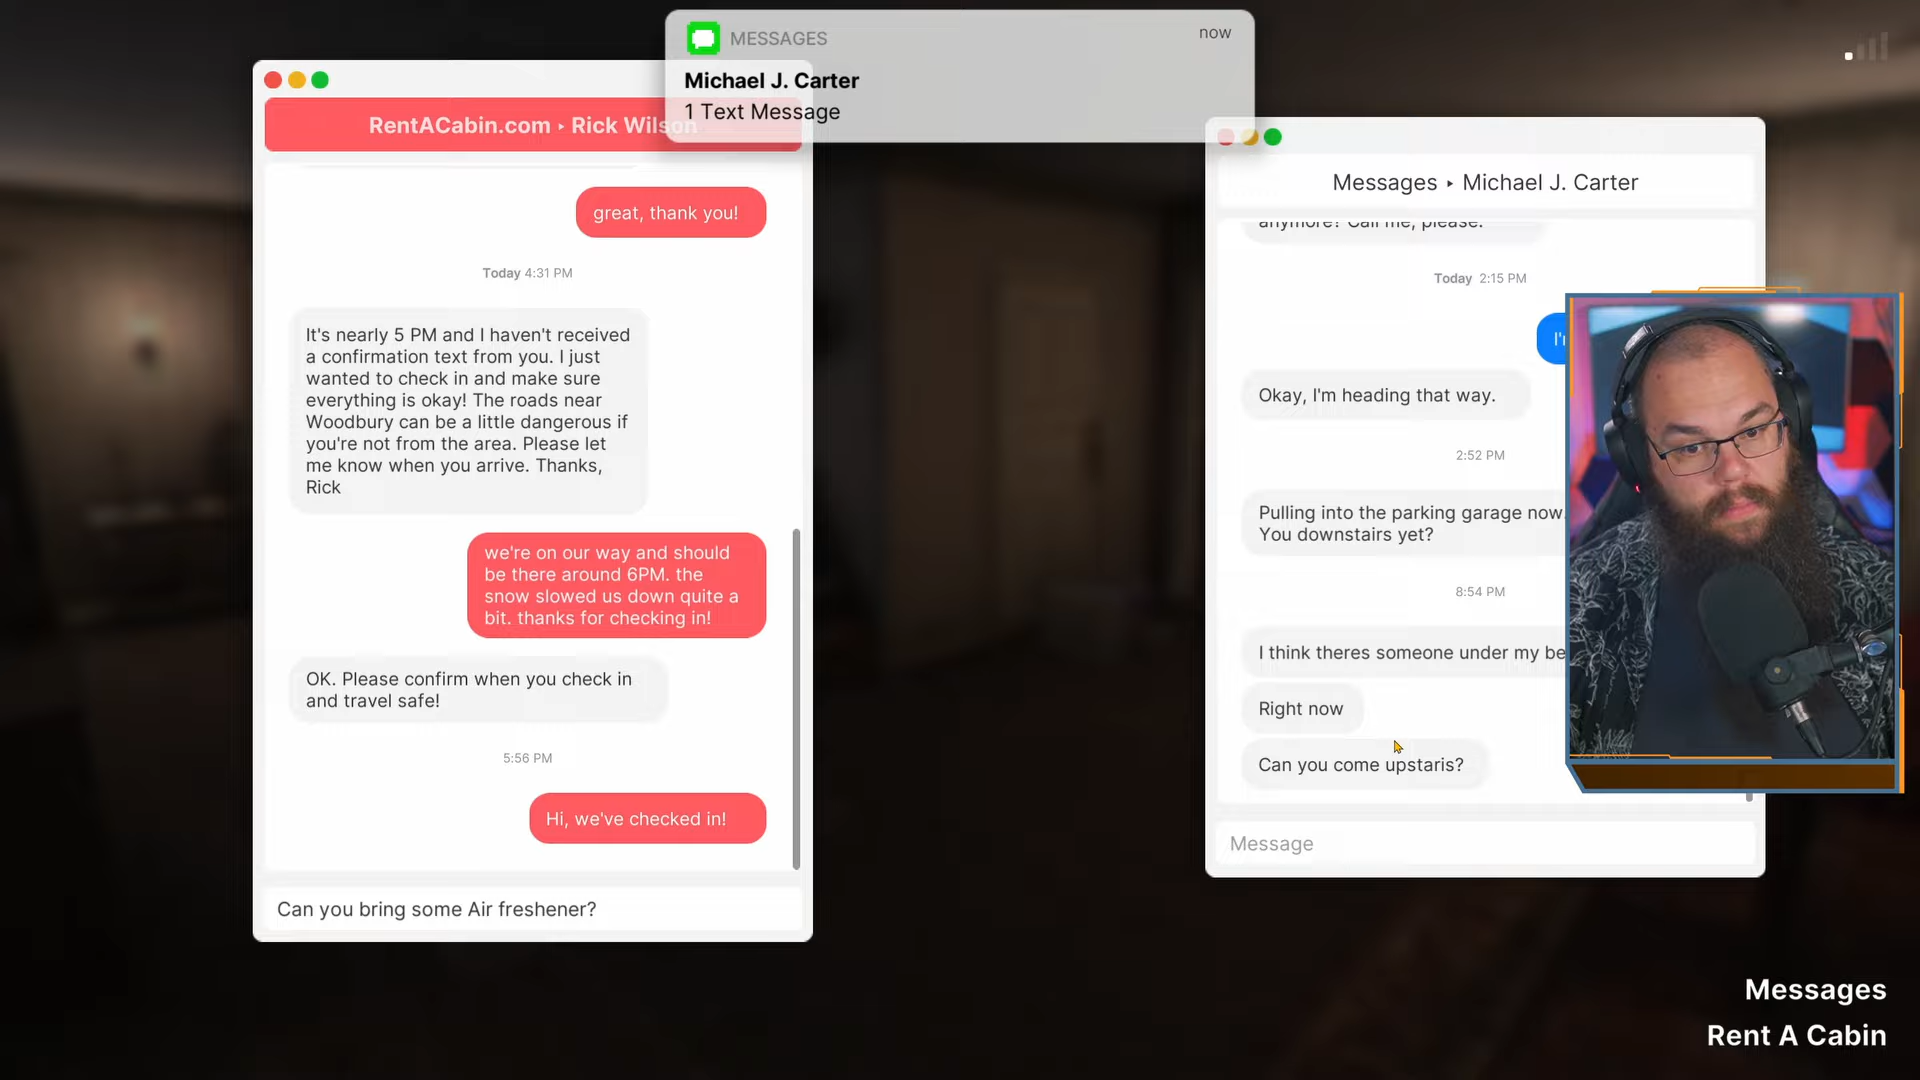 MESSAGES
now
Michael J. Carter
1 Text Message
RentACabin.com ▸ Rick Wilson
great, thank you!
Today 4:31 PM
It's nearly 5 PM and I haven't received
a confirmation text from you. I just
wanted to check in and make sure
everything is okay! The roads near
Woodbury can be a little dangerous if
you're not from the area. Please let
me know when you arrive. Thanks,
Rick
we're on our way and should
be there around 6PM. the
snow slowed us down quite a
bit. thanks for checking in!
OK. Please confirm when you check in
and travel safe!
5:56 PM
Hi, we've checked in!
Can you bring some Air freshener?
Messages ▸ Michael J. Carter
anymore? Call me, please.
Today 2:15 PM
Okay, I'm heading that way.
2:52 PM
Pulling into the parking garage now.
You downstairs yet?
8:54 PM
I think theres someone under my be
Right now
Can you come upstaris?
Message
Messages
Rent A Cabin